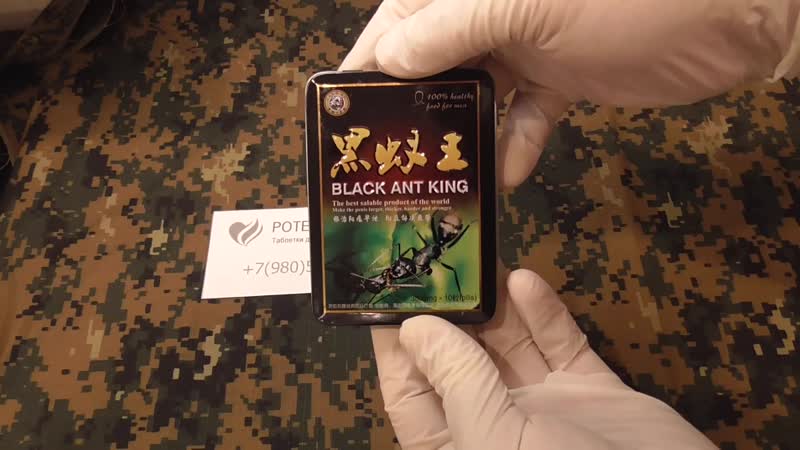 100% healthy
food for men
黑蚁王
BLACK ANT KING
The best salable product of the world
Make the penis larger, thicker, harder and stronger
POTE
Таблетки д
+7(980)5